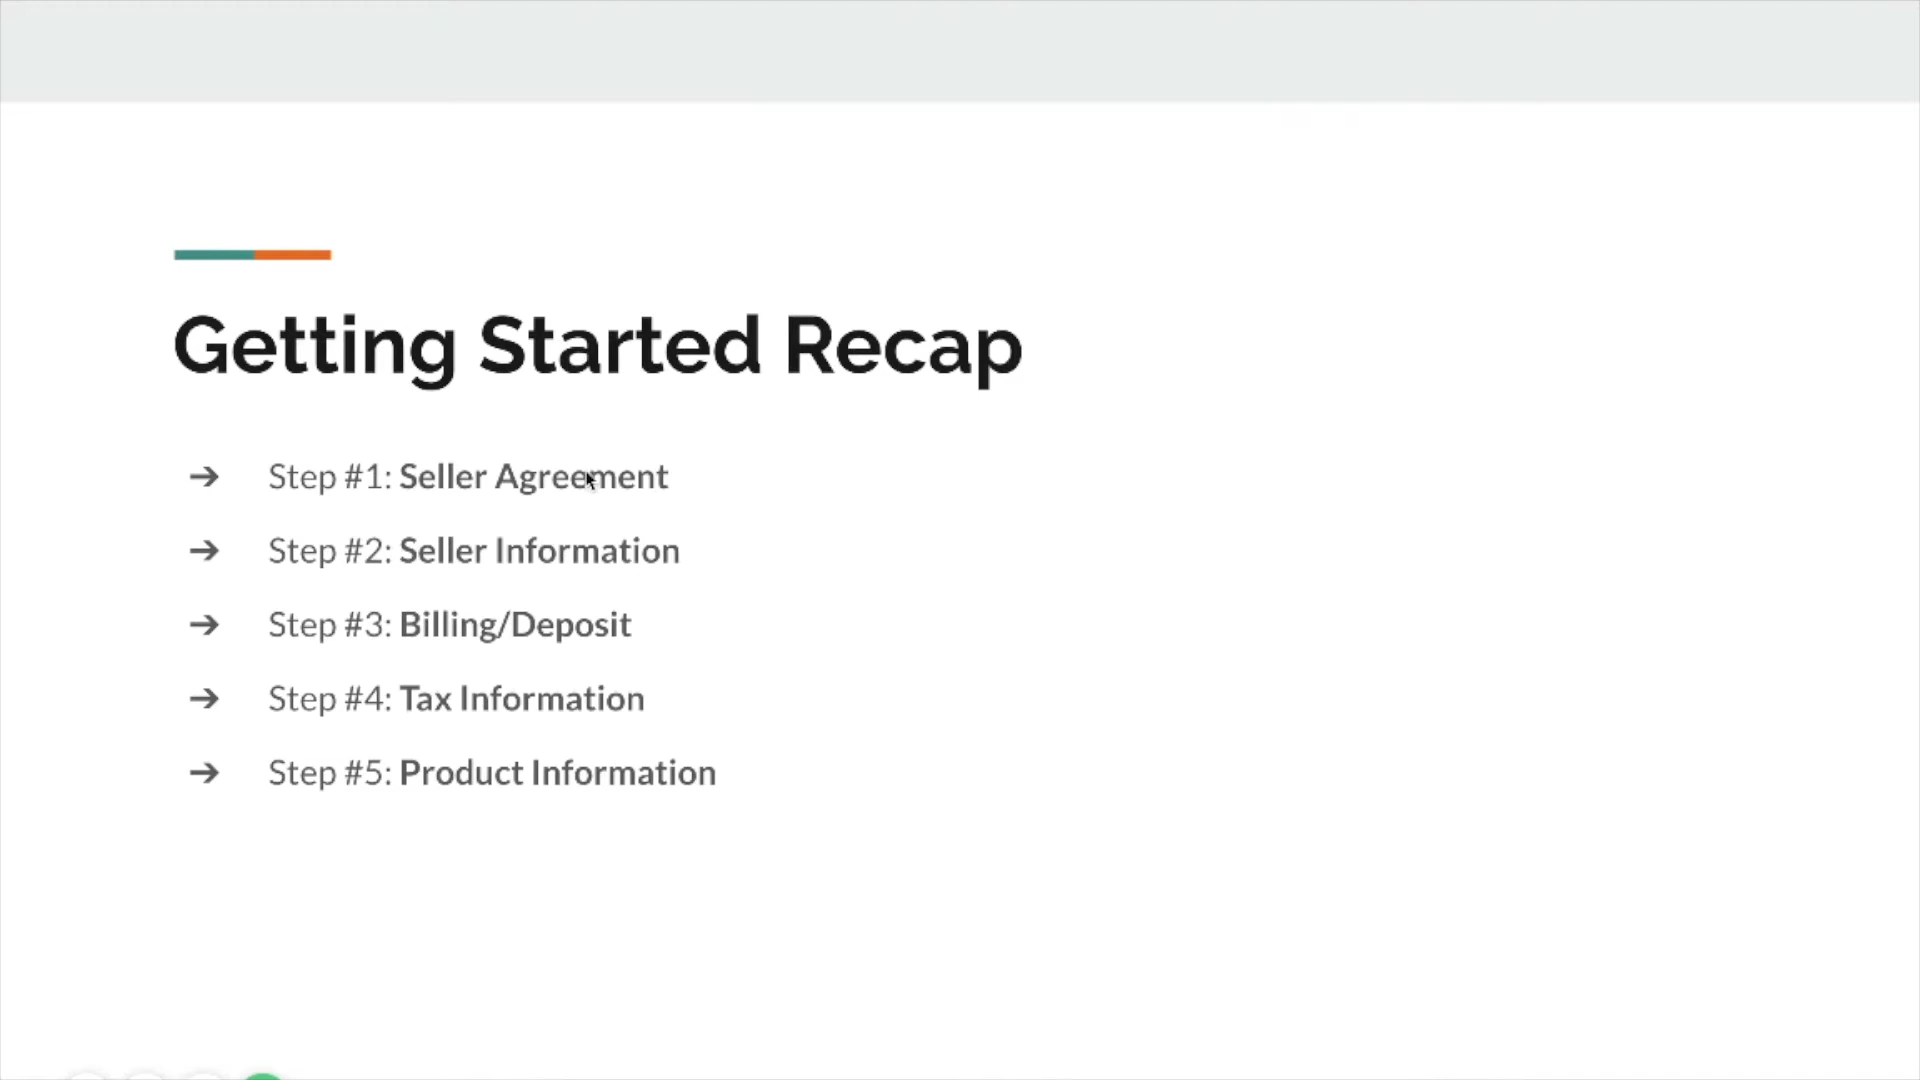 Getting Started Recap
➔ Step #1: Seller Agreement
➔ Step #2: Seller Information
➔ Step #3: Billing/Deposit
➔ Step #4: Tax Information
➔ Step #5: Product Information